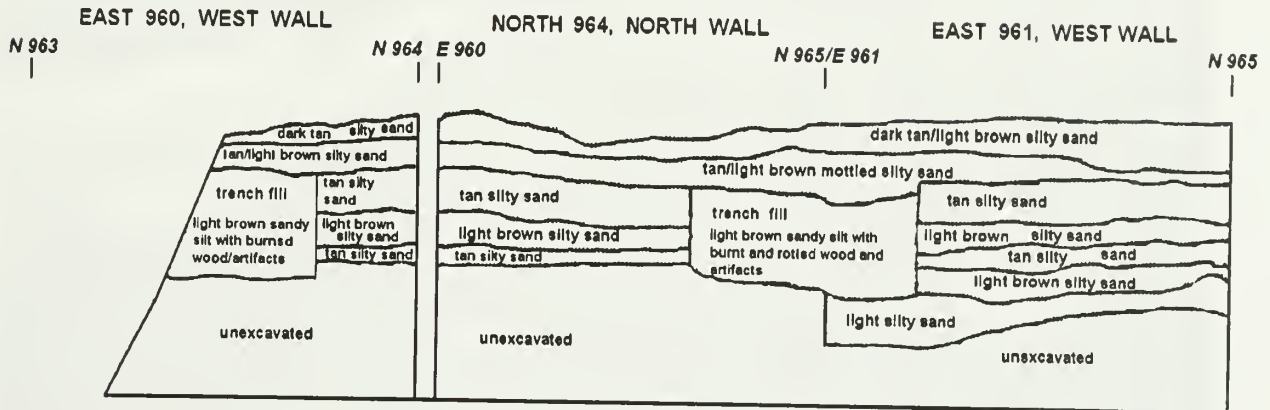 EAST 960, WEST WALL
NORTH 964, NORTH WALL
EAST 961, WEST WALL
N 963
N 964
E 960
N 965/E 961
N 965
dark tan silty sand
tan/light brown silty sand
trench fill
light brown sandy
silt with burnsd
wood/artifacts
tan silty
sand
light brown
silty sand
tan silty sand
unexcavated
dark tan/light brown silty sand
tan/light brown mottled silty sand
tan silty sand
light brown silty sand
tan silty sand
trench fill
light brown sandy silt with
burnt and rotted wood and
artifacts
unexcavated
tan silty sand
light brown silty sand
tan silty sand
light brown silty sand
light silty sand
unexcavated